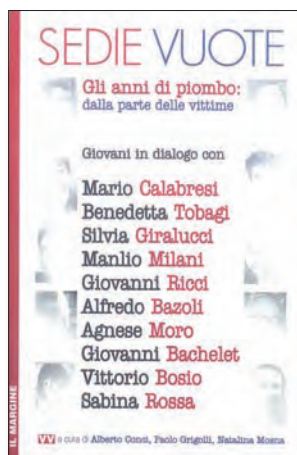 SEDIE VUOTE
Gli anni di piombo:
dalla parte delle vittime
Giovani in dialogo con
Mario Calabresi
Benedetta Tobagi
Silvia Giralucci
Manlio Milani
Giovanni Ricci
Alfredo Bazoli
Agnese Moro
Giovanni Bachelet
Vittorio Bosio
Sabina Rossa
a cura di Alberto Conci, Paolo Grigolli, Natalina Mosna
IL MARGINE